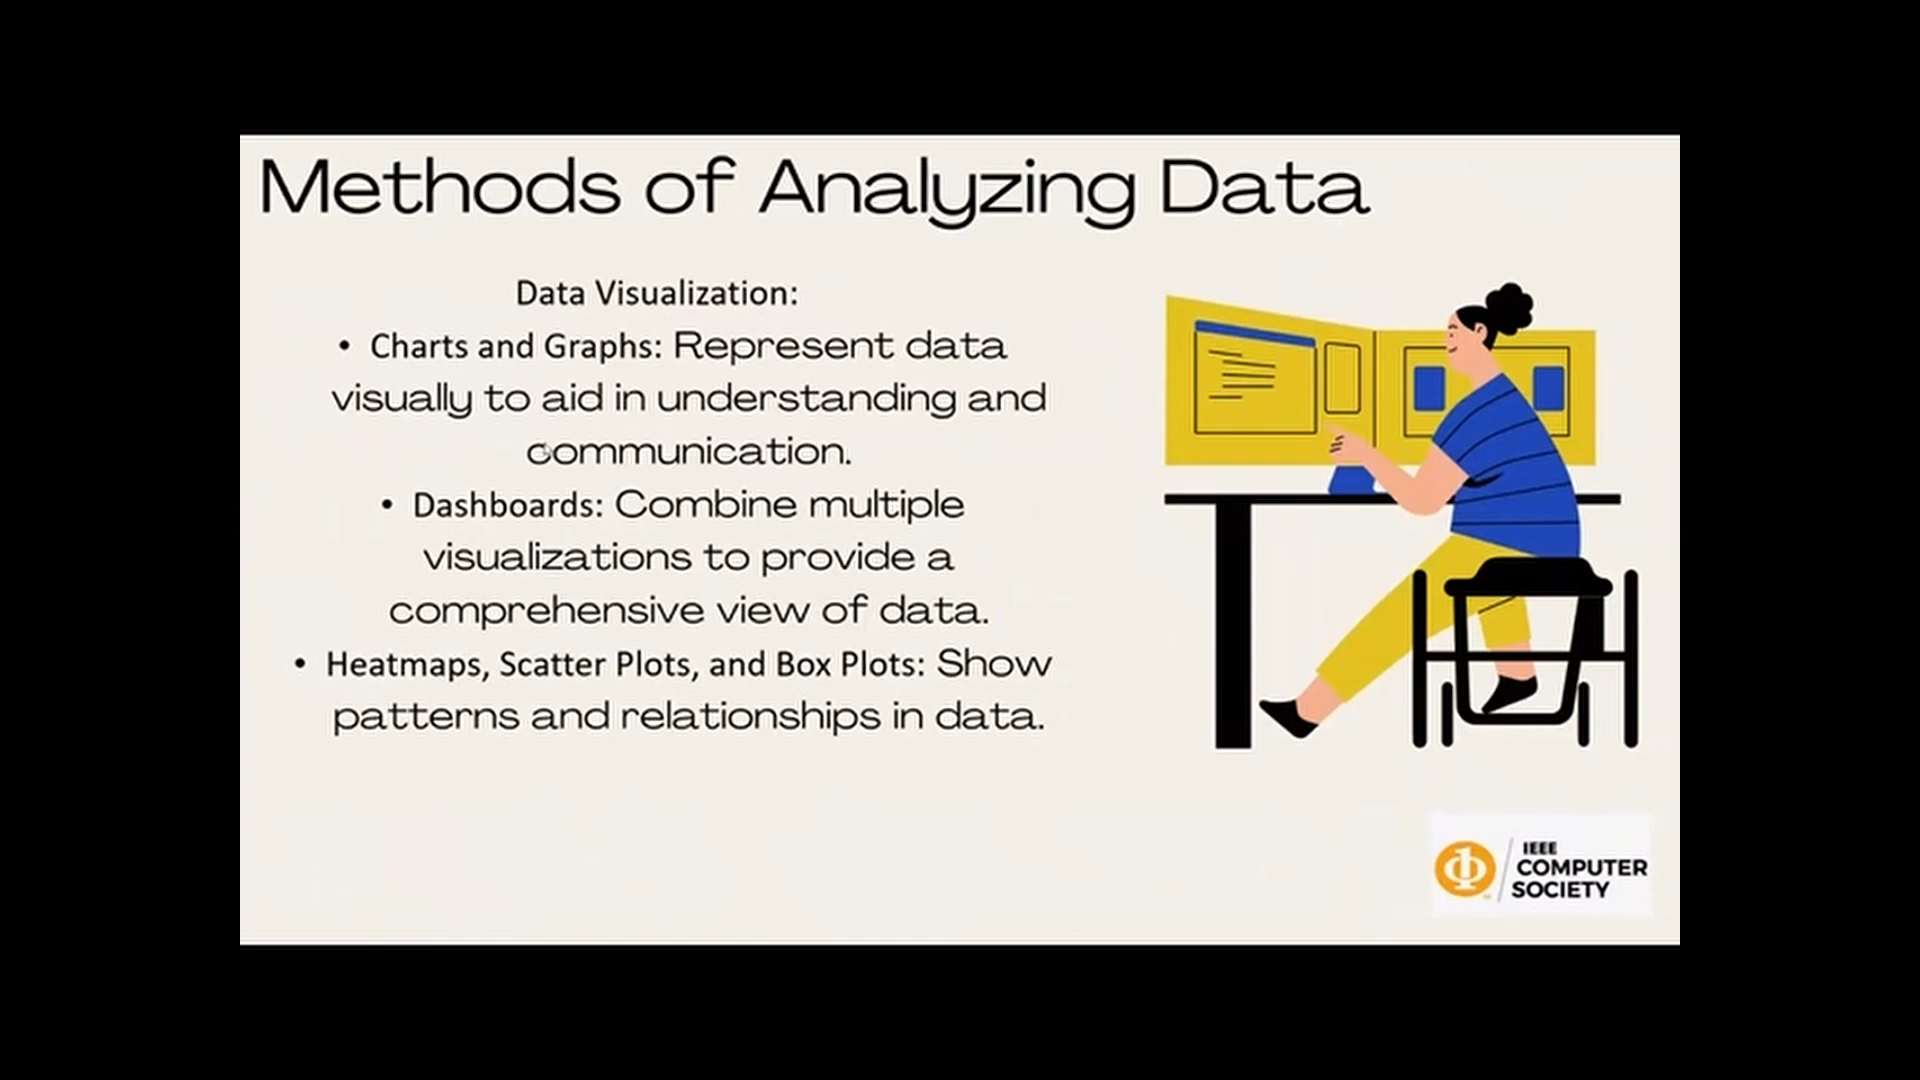 Methods of Analyzing Data
Data Visualization:
• Charts and Graphs: Represent data
visually to aid in understanding and
communication.
• Dashboards: Combine multiple
visualizations to provide a
comprehensive view of data.
• Heatmaps, Scatter Plots, and Box Plots: Show
patterns and relationships in data.
IEEE
COMPUTER
SOCIETY